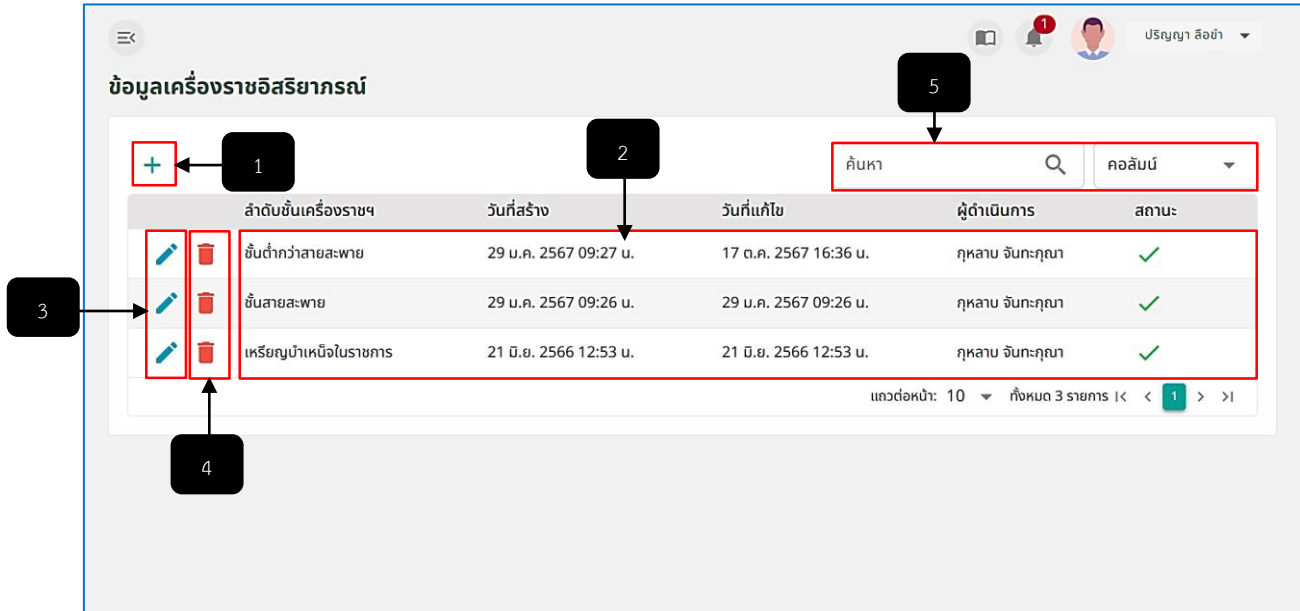 1
ปริญญา ลือขำ
ข้อมูลเครื่องราชอิสริยาภรณ์
5
1
2
ค้นหา
คอลัมน์
ลำดับชั้นเครื่องราชฯ วันที่สร้าง วันที่แก้ไข ผู้ดำเนินการ สถานะ
ชั้นต่ำกว่าสายสะพาย 29 ม.ค. 2567 09:27 น. 17 ต.ค. 2567 16:36 น. กุหลาบ จันทะกุณา
3
ชั้นสายสะพาย 29 ม.ค. 2567 09:26 น. 29 ม.ค. 2567 09:26 น. กุหลาบ จันทะกุณา
เหรียญบำเหน็จในราชการ 21 มิ.ย. 2566 12:53 น. 21 มิ.ย. 2566 12:53 น. กุหลาบ จันทะกุณา
แถวต่อหน้า: 10 ทั้งหมด 3 รายการ |< < 1 > >|
4